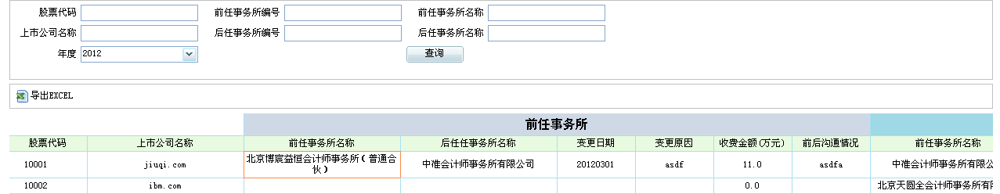 股票代码 前任事务所编号 前任事务所名称
上市公司名称 后任事务所编号 后任事务所名称
年度 2012 查询
导出EXCEL
前任事务所
股票代码 上市公司名称 前任事务所名称 后任任事务所名称 变更日期 变更原因 收费金额(万元) 前后沟通情况 前任事务所名称
10001 jiuqi.com 北京博宸益恒会计师事务所(普通合
伙) 中准会计师事务所有限公司 20120301 asdf 11.0 asdfa 中准会计师事务所有限公
10002 ibm.com 0.0 北京天圆全会计师事务所有